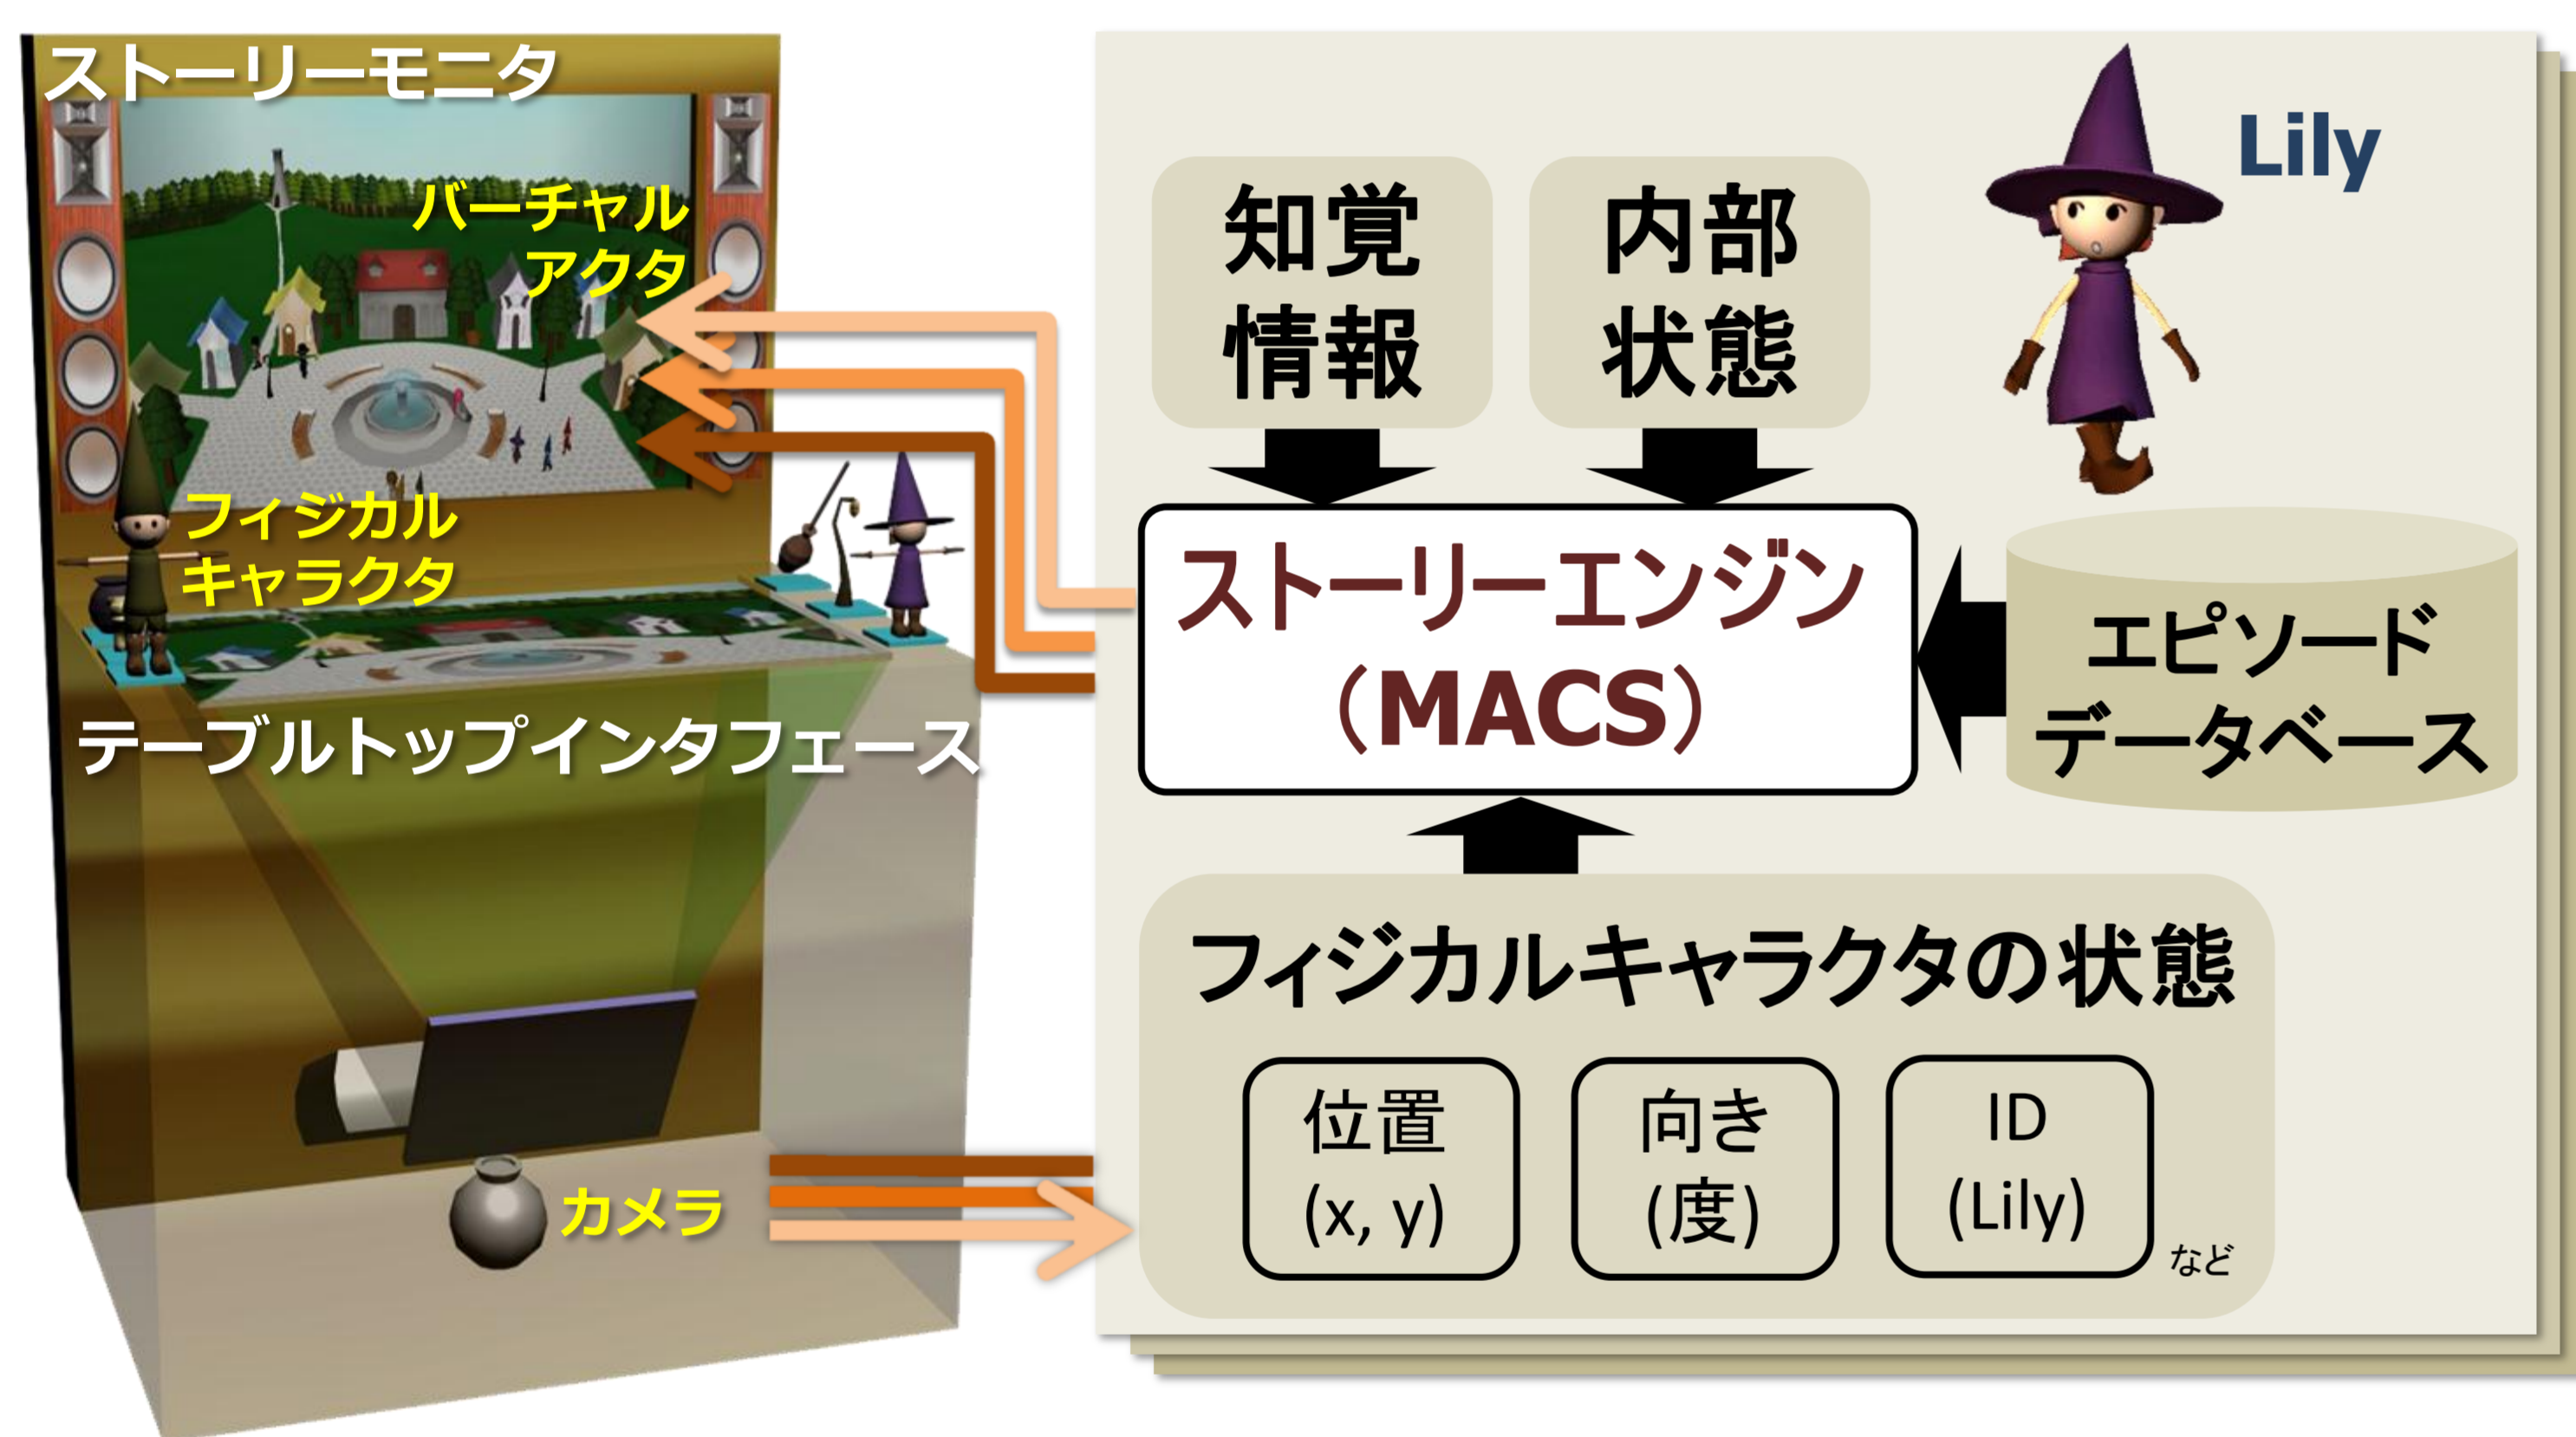 ストーリーモニタ
バーチャル
アクタ
フィジカル
キャラクタ
テーブルトップインタフェース
カメラ
Lily
知覚
情報
内部
状態
ストーリーエンジン
（MACS）
エピソード
データベース
フィジカルキャラクタの状態
位置
(x, y)
向き
(度)
ID
(Lily)
など